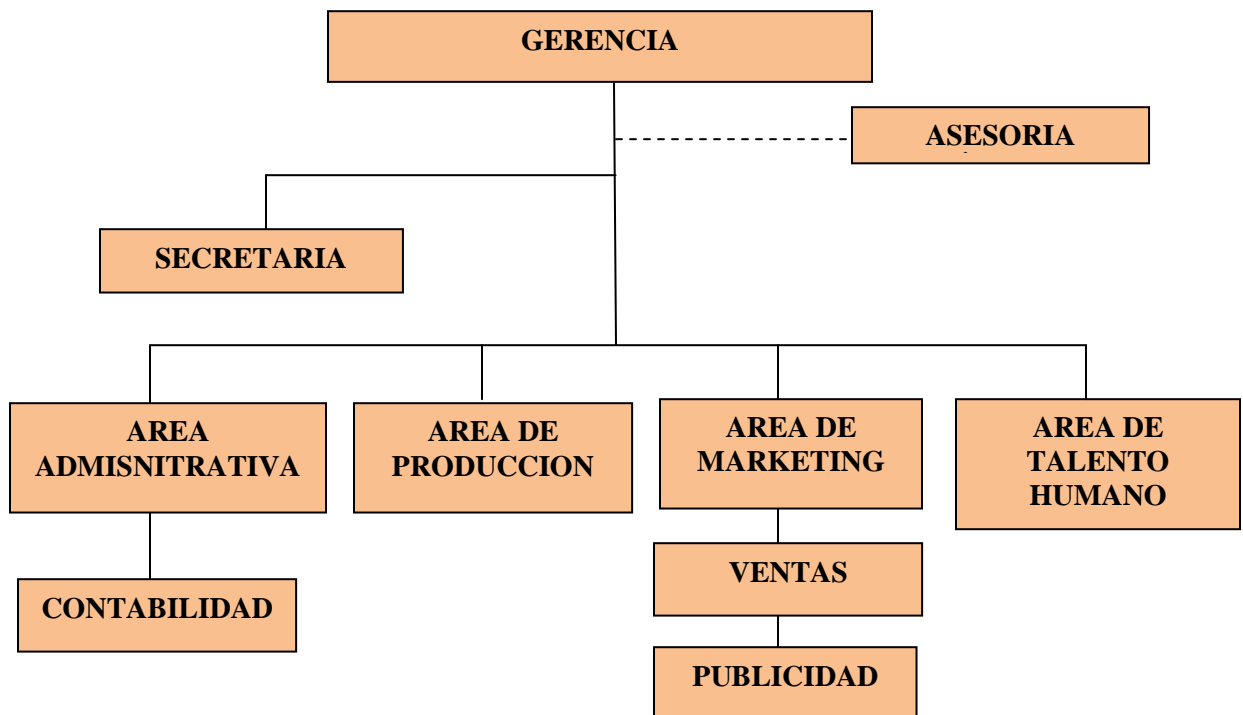 GERENCIA
ASESORIA
SECRETARIA
AREA
ADMISNITRATIVA
AREA DE
PRODUCCION
AREA DE
MARKETING
AREA DE
TALENTO
HUMANO
CONTABILIDAD
VENTAS
PUBLICIDAD